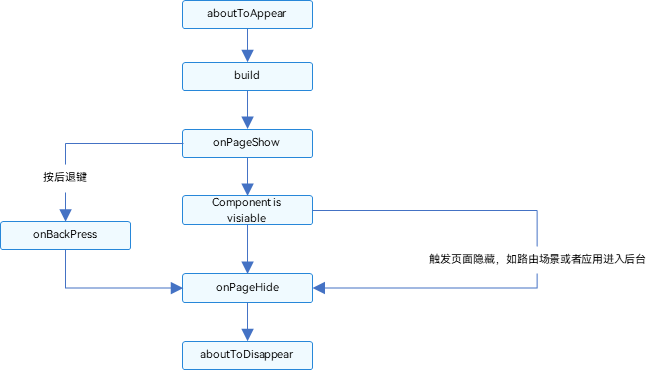 aboutToAppear
build
onPageShow
按后退键
Component is
visiable
onBackPress
触发页面隐藏，如路由场景或者应用进入后台
onPageHide
aboutToDisappear